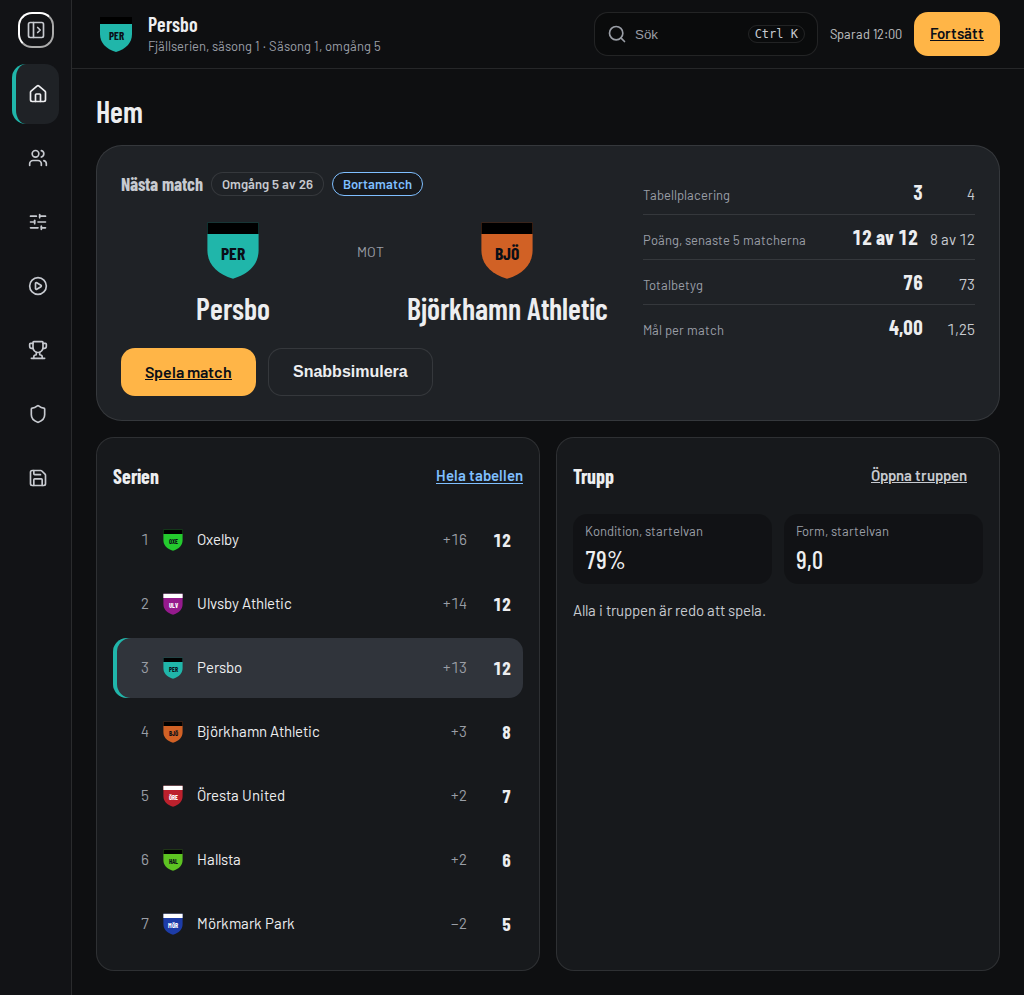 PER
Persbo
Fjällserien, säsong 1 · Säsong 1, omgång 5
Sök
Ctrl K
Sparad 12:00
Fortsätt
Hem
Nästa match
Omgång 5 av 26
Bortamatch
PER
MOT
BJÖ
Persbo
Björkhamn Athletic
Tabellplacering 3 4
Poäng, senaste 5 matcherna 12 av 12 8 av 12
Totalbetyg 76 73
Mål per match 4,00 1,25
Spela match
Snabbsimulera
Serien
Hela tabellen
1 OXE Oxelby +16 12
2 ULV Ulvsby Athletic +14 12
3 PER Persbo +13 12
4 BJÖ Björkhamn Athletic +3 8
5 ÖRE Öresta United +2 7
6 HAL Hallsta +2 6
7 MÖR Mörkmark Park −2 5
Trupp
Öppna truppen
Kondition, startelvan
79%
Form, startelvan
9,0
Alla i truppen är redo att spela.